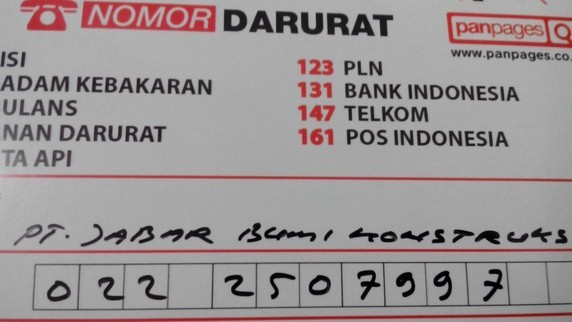 NOMOR DARURAT
panpages
www.panpages.co.
ISI
ADAM KEBAKARAN
ULANS
NAN DARURAT
TA API
123 PLN
131 BANK INDONESIA
147 TELKOM
161 POS INDONESIA
PT. JABAR BUMI KONSTRUKS
022 2507997